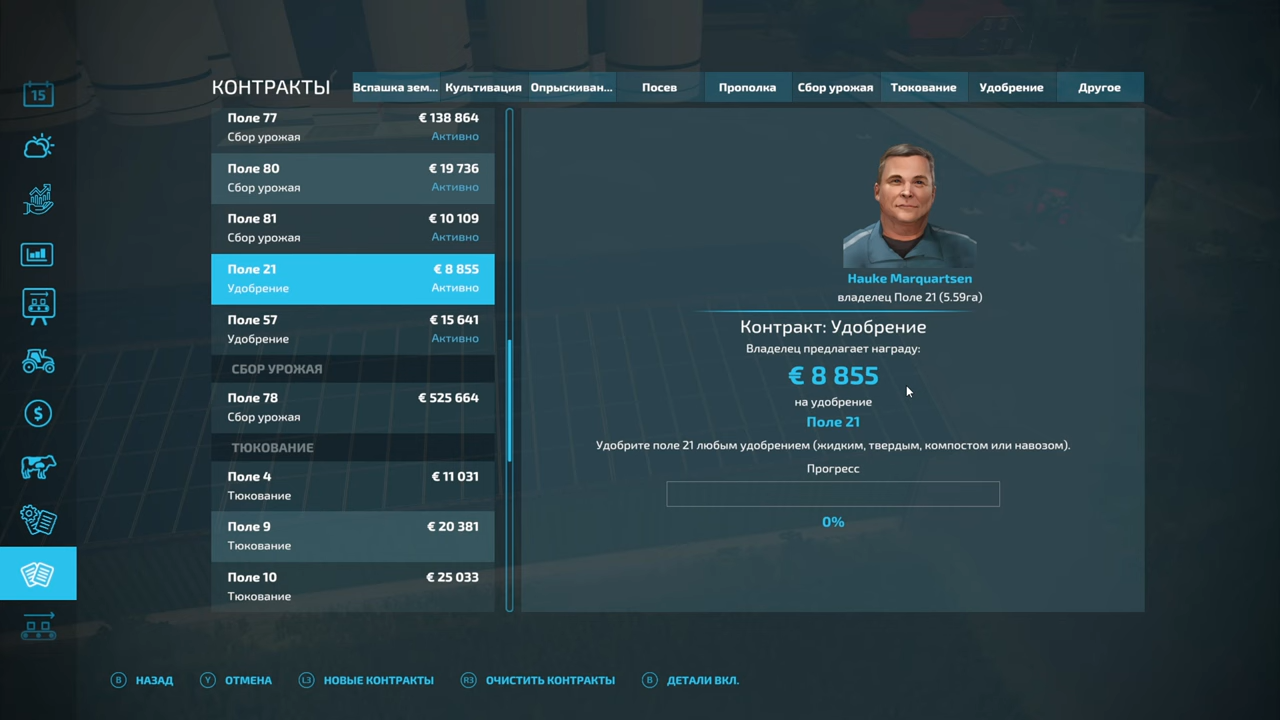 15
КОНТРАКТЫ
Вспашка зем... Культивация Опрыскиван... Посев Прополка Сбор урожая Тюкование Удобрение Другое
Поле 77 € 138 864
Сбор урожая Активно
Поле 80 € 19 736
Сбор урожая Активно
Поле 81 € 10 109
Сбор урожая Активно
Поле 21 € 8 855
Удобрение Активно
Поле 57 € 15 641
Удобрение Активно
СБОР УРОЖАЯ
Поле 78 € 525 664
Сбор урожая
ТЮКОВАНИЕ
Поле 4 € 11 031
Тюкование
Поле 9 € 20 381
Тюкование
Поле 10 € 25 033
Тюкование
Hauke Marquartsen
владелец Поле 21 (5.59га)
Контракт: Удобрение
Владелец предлагает награду:
€ 8 855
на удобрение
Поле 21
Удобрите поле 21 любым удобрением (жидким, твердым, компостом или навозом).
Прогресс
0%
B НАЗАД Y ОТМЕНА L3 НОВЫЕ КОНТРАКТЫ R3 ОЧИСТИТЬ КОНТРАКТЫ B ДЕТАЛИ ВКЛ.